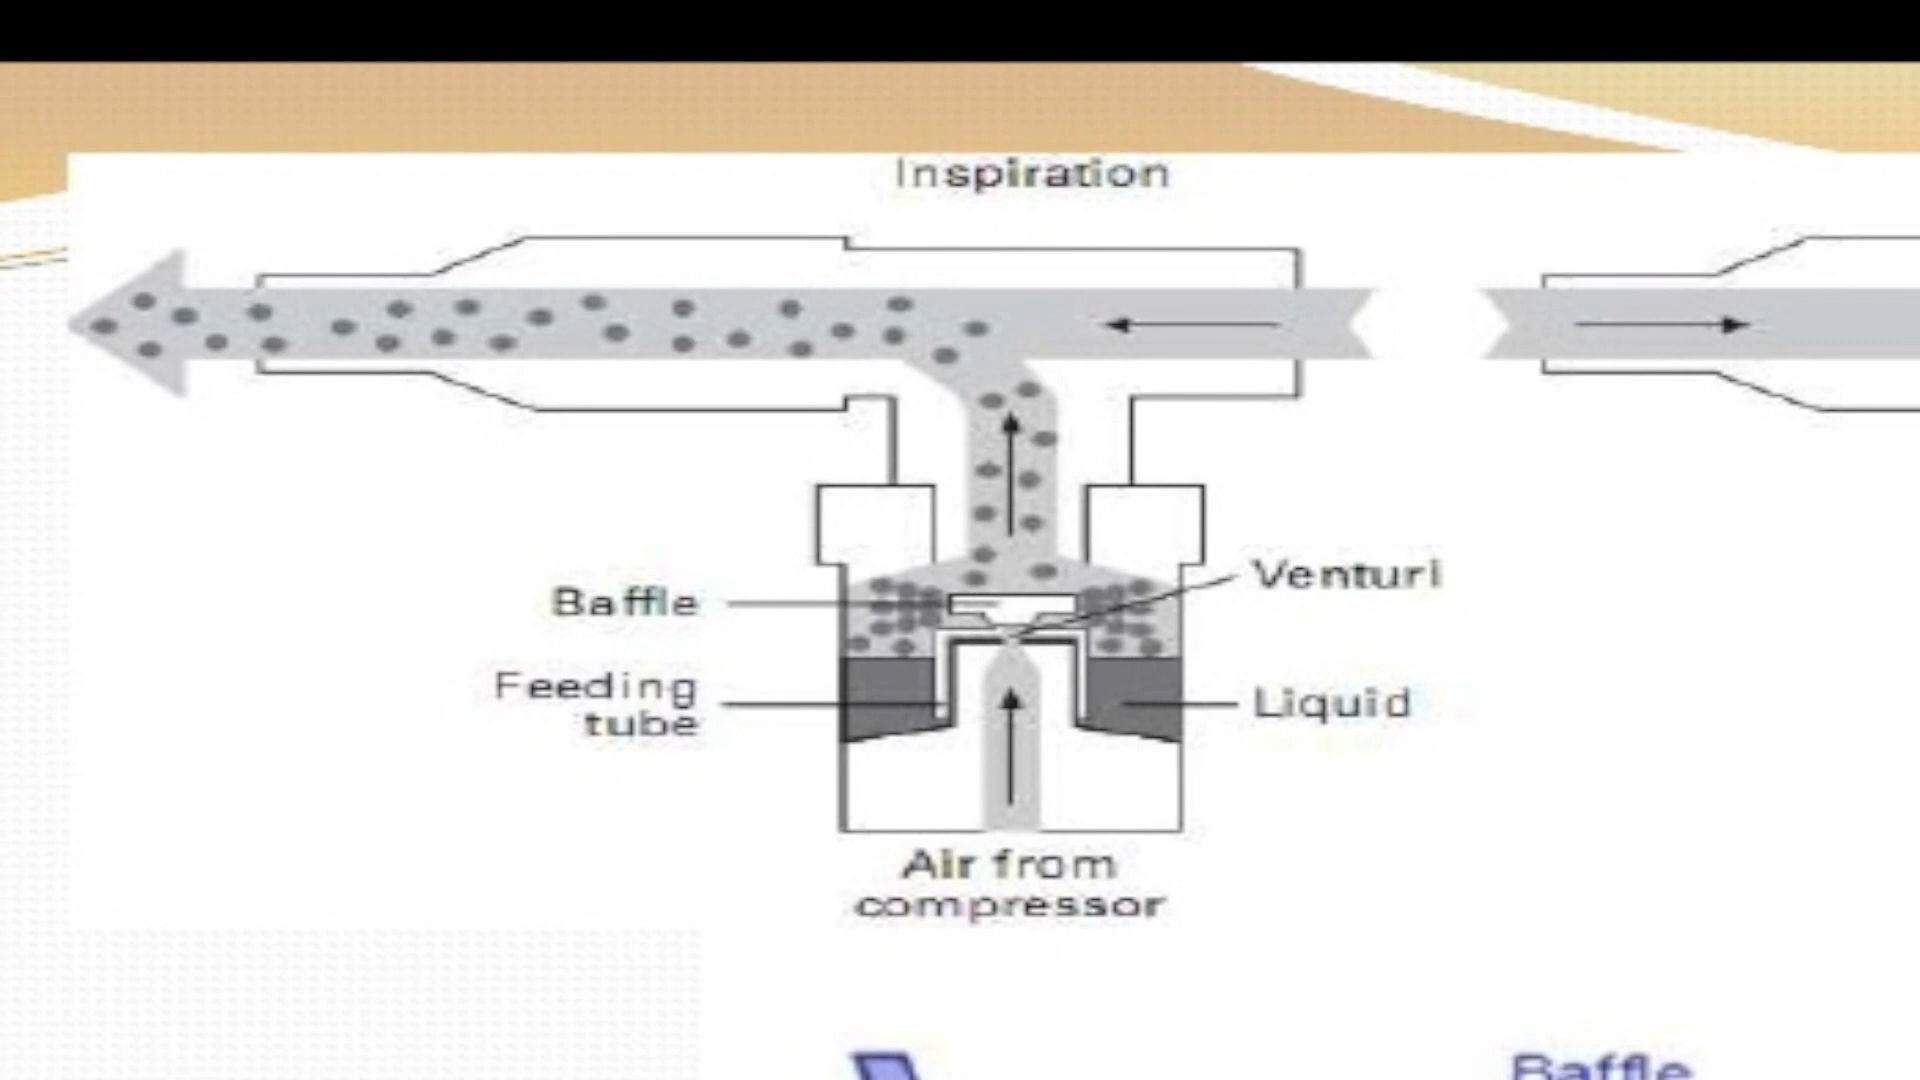 Inspiration
Venturi
Baffle
Feeding
tube
Liquid
Air from
compressor
Baffle